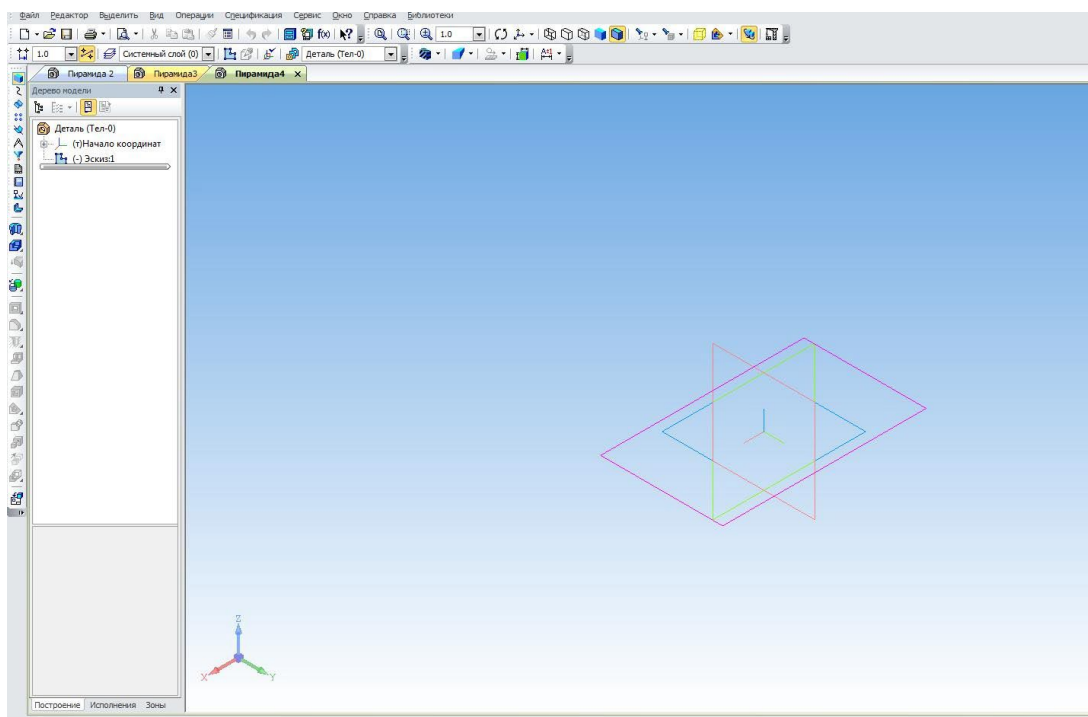 Файл Редактор Выделить Вид Операции Спецификация Сервис Окно Справка Библиотеки
1.0
1.0 Системный слой (0) Деталь (Тел-0)
Пирамида 2 Пирамида3 Пирамида4
Дерево модели
Деталь (Тел-0)
(т)Начало координат
(-) Эскиз:1
Z
X Y
Построение Исполнения Зоны